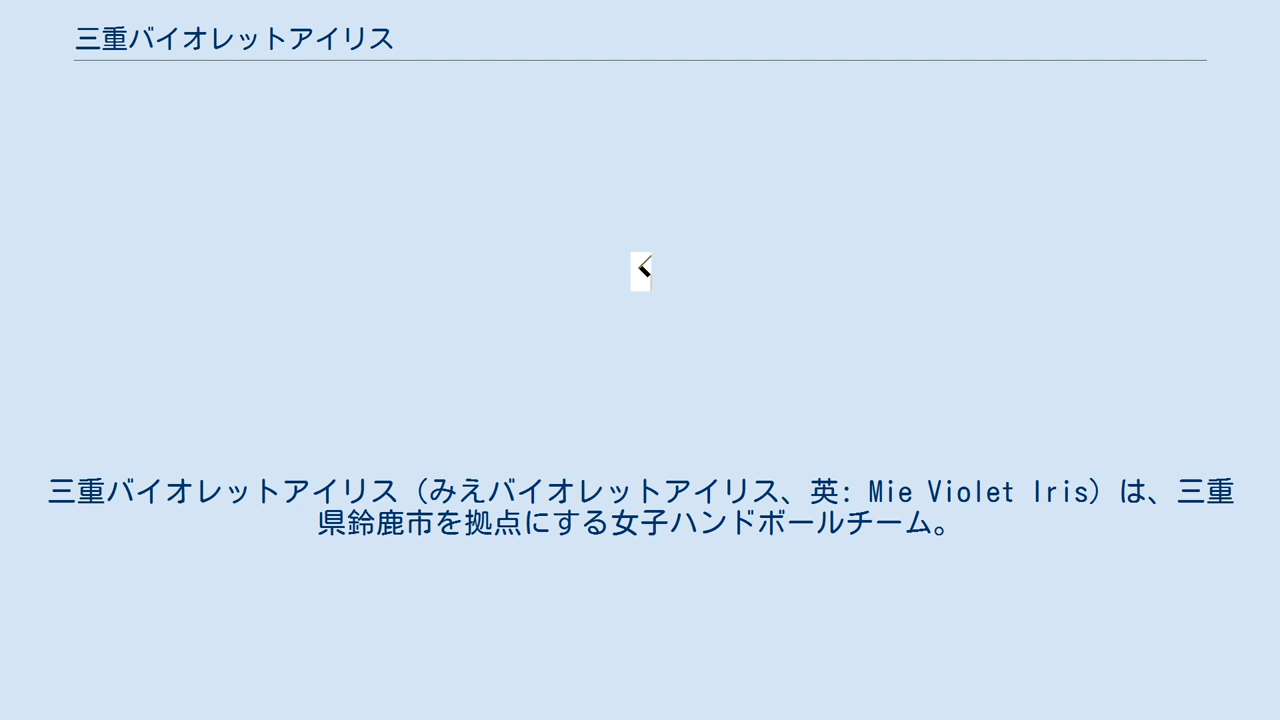 三重バイオレットアイリス
三重バイオレットアイリス（みえバイオレットアイリス、英: Mie Violet Iris）は、三重
県鈴鹿市を拠点にする女子ハンドボールチーム。